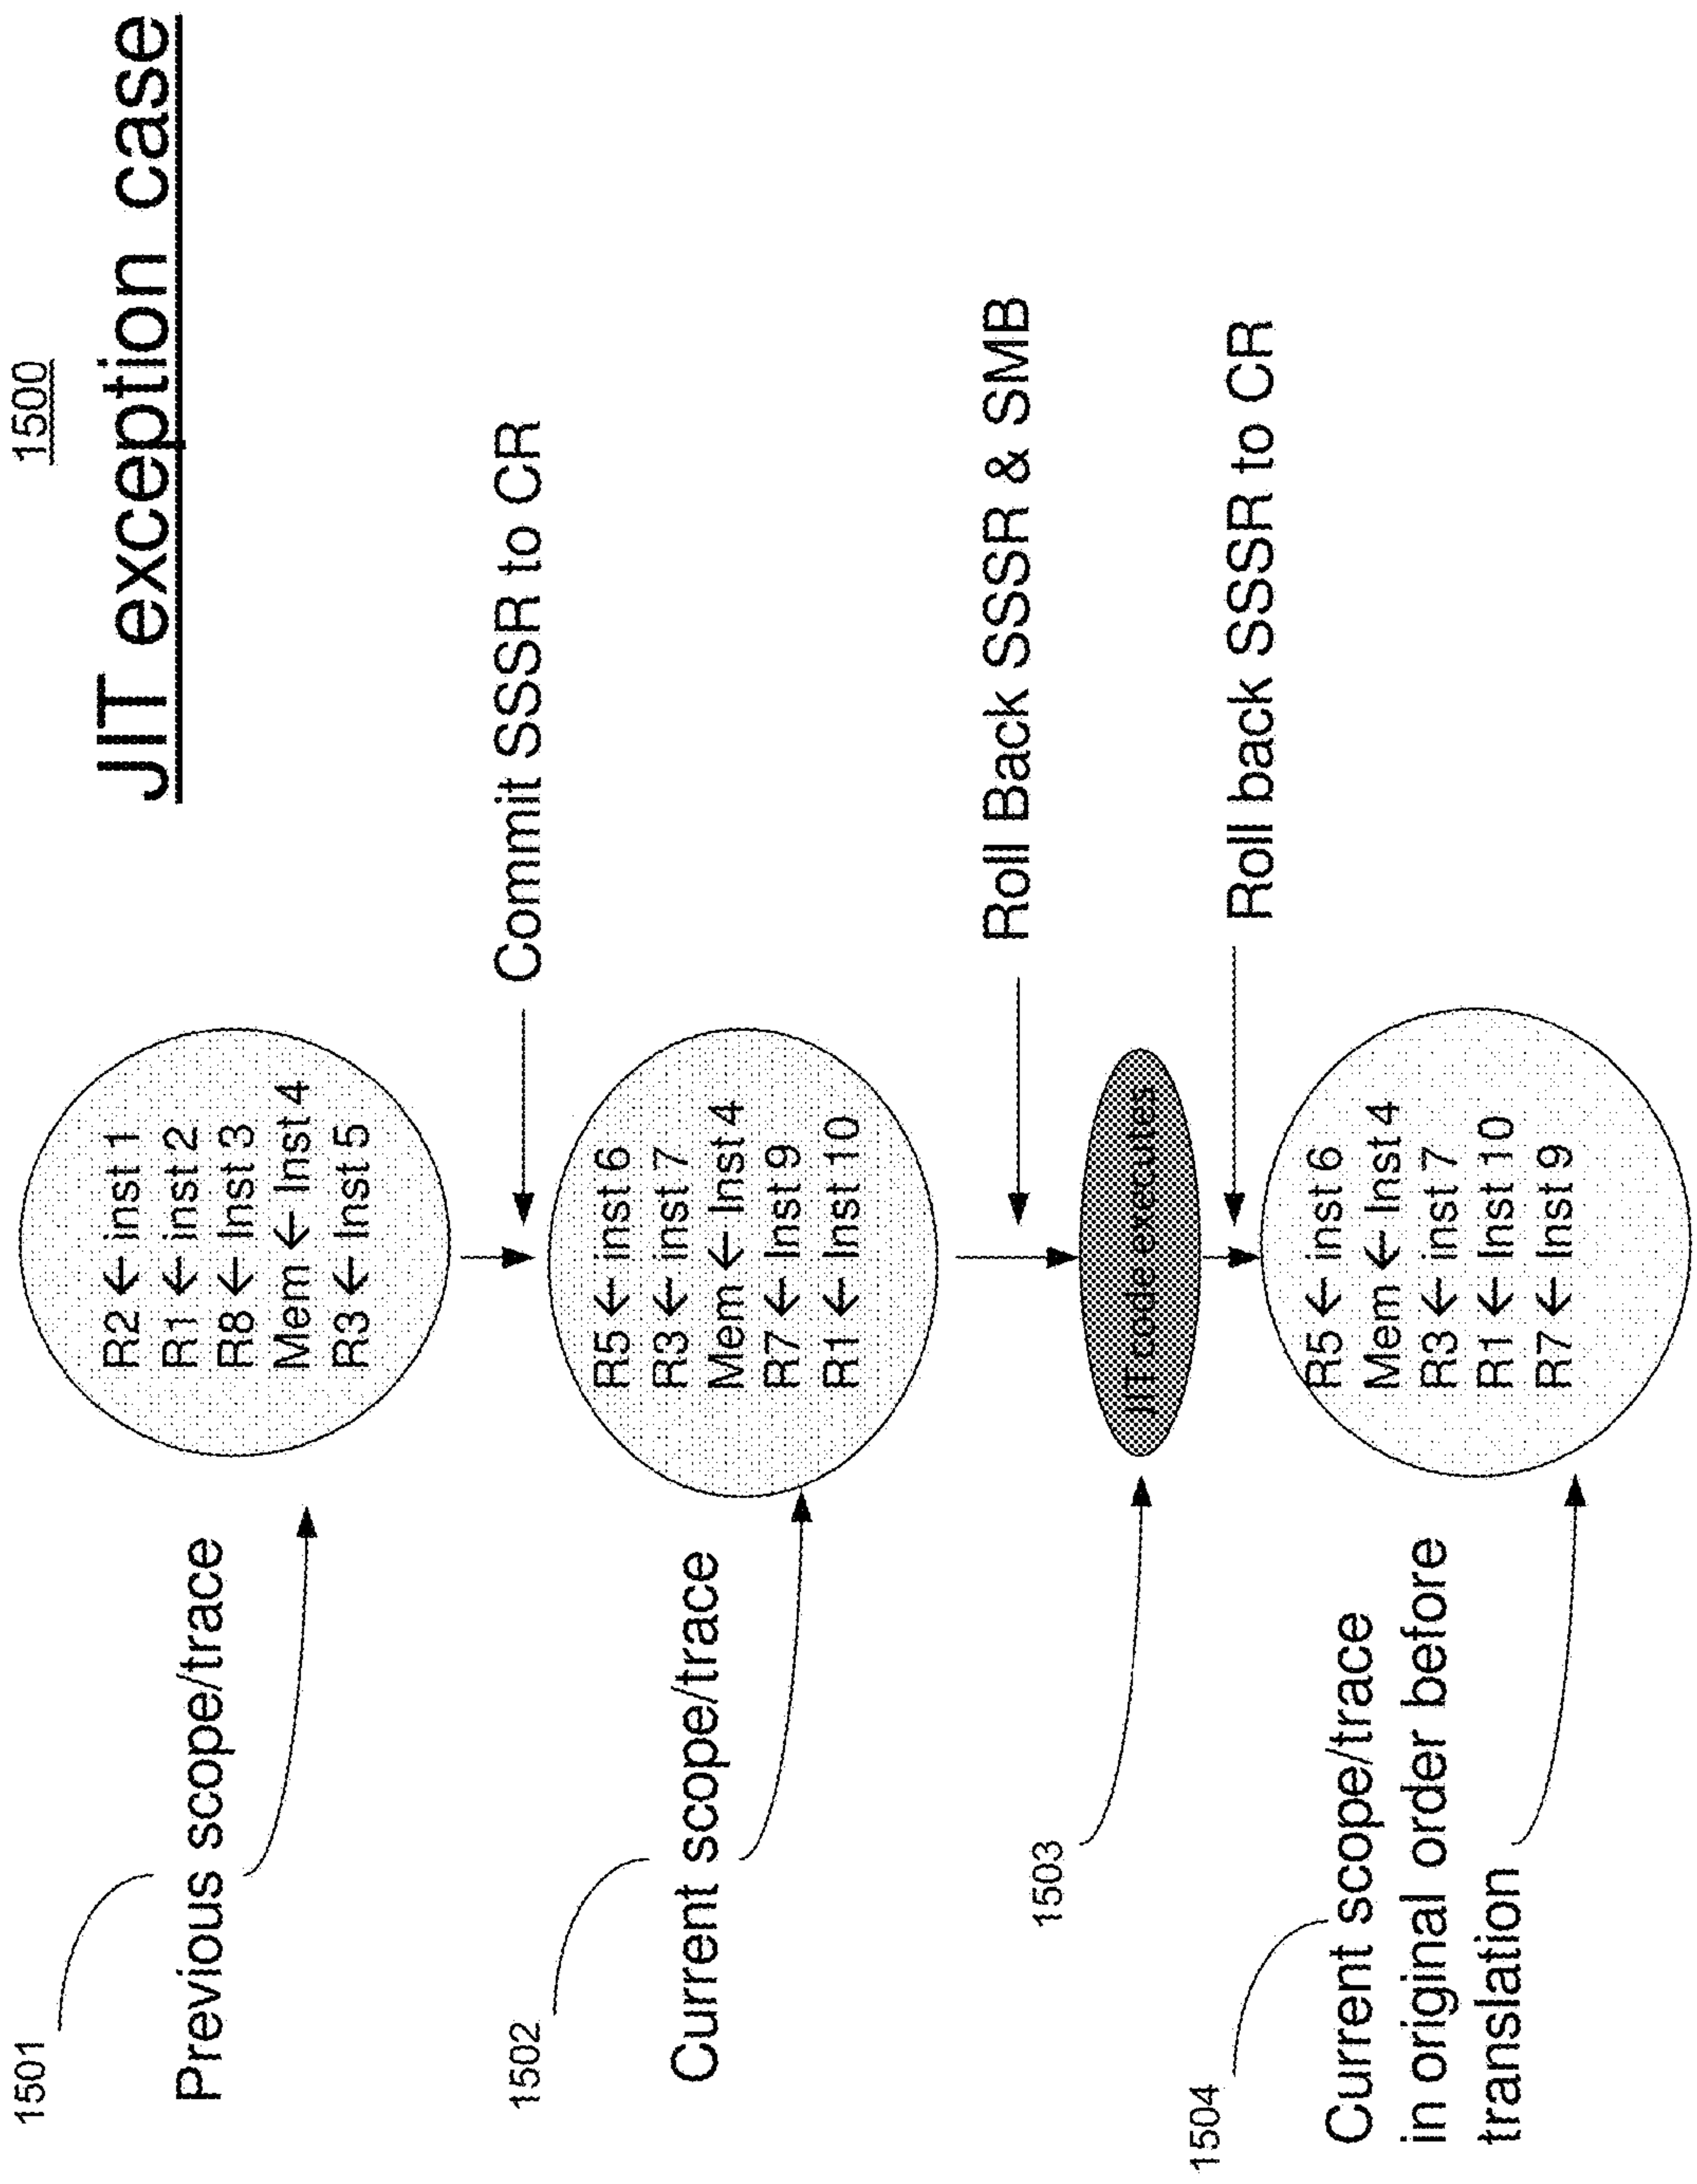 1500
JIT exception case
1501
Previous scope/trace
R2 ← inst 1
R1 ← inst 2
R8 ← Inst 3
Mem ← Inst 4
R3 ← Inst 5
Commit SSSR to CR
1502
Current scope/trace
R5 ← inst 6
R3 ← inst 7
Mem ← Inst 4
R7 ← Inst 9
R1 ← Inst 10
Roll Back SSSR & SMB
1503
JIT code executes
Roll back SSSR to CR
1504
Current scope/trace
in original order before
translation
R5 ← inst 6
Mem ← Inst 4
R3 ← inst 7
R1 ← Inst 10
R7 ← Inst 9